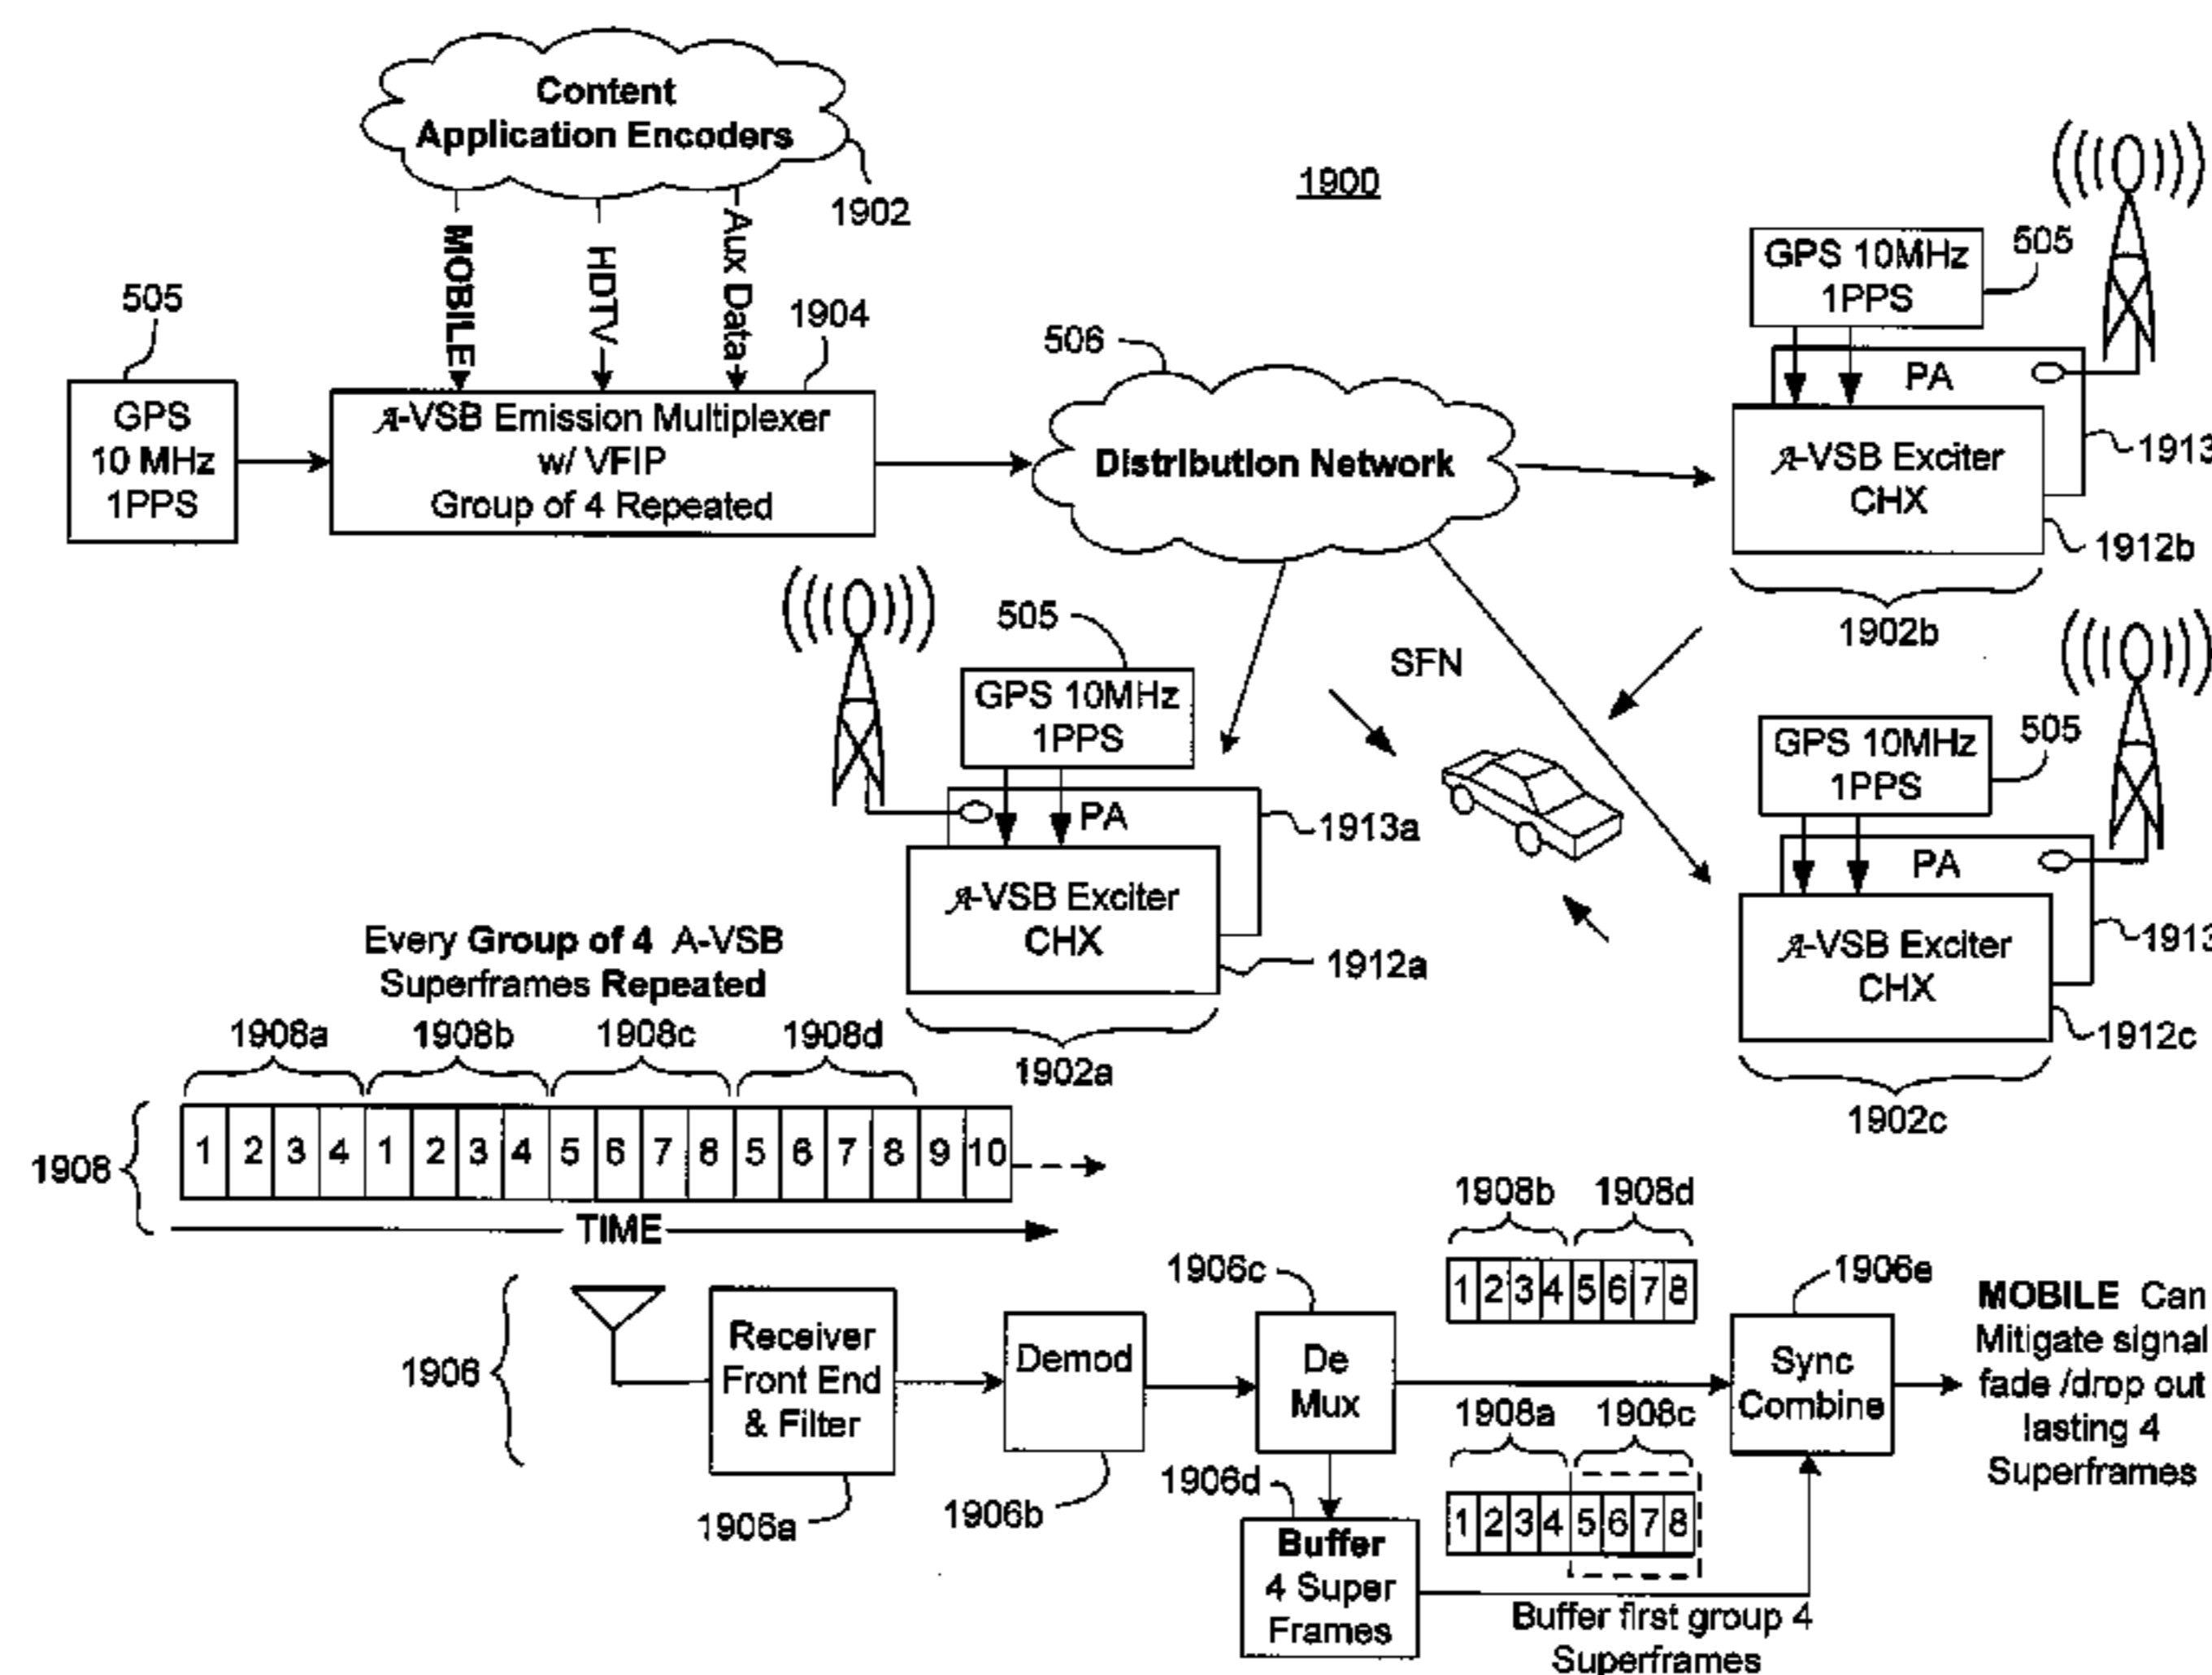 Content
Application Encoders
1902
1900
MOBILE
HDTV
Aux Data
505
GPS
10 MHz
1PPS
1904
A-VSB Emission Multiplexer
w/ VFIP
Group of 4 Repeated
506
Distribution Network
GPS 10MHz
1PPS
505
PA
1913
A-VSB Exciter
CHX
1912b
1902b
505
GPS 10MHz
1PPS
PA
1913a
A-VSB Exciter
CHX
1912a
1902a
SFN
GPS 10MHz
1PPS
505
PA
1913
A-VSB Exciter
CHX
1912c
1902c
Every Group of 4 A-VSB
Superframes Repeated
1908a 1908b 1908c 1908d
1908
1 2 3 4 1 2 3 4 5 6 7 8 5 6 7 8 9 10
TIME
1906
Receiver
Front End
& Filter
1906a
Demod
1906b
1906c
De
Mux
1908b 1908d
1 2 3 4 5 6 7 8
1908a 1908c
1 2 3 4 5 6 7 8
1906d
Buffer
4 Super
Frames
Buffer first group 4
Superframes
1906e
Sync
Combine
MOBILE Can
Mitigate signal
fade /drop out
lasting 4
Superframes